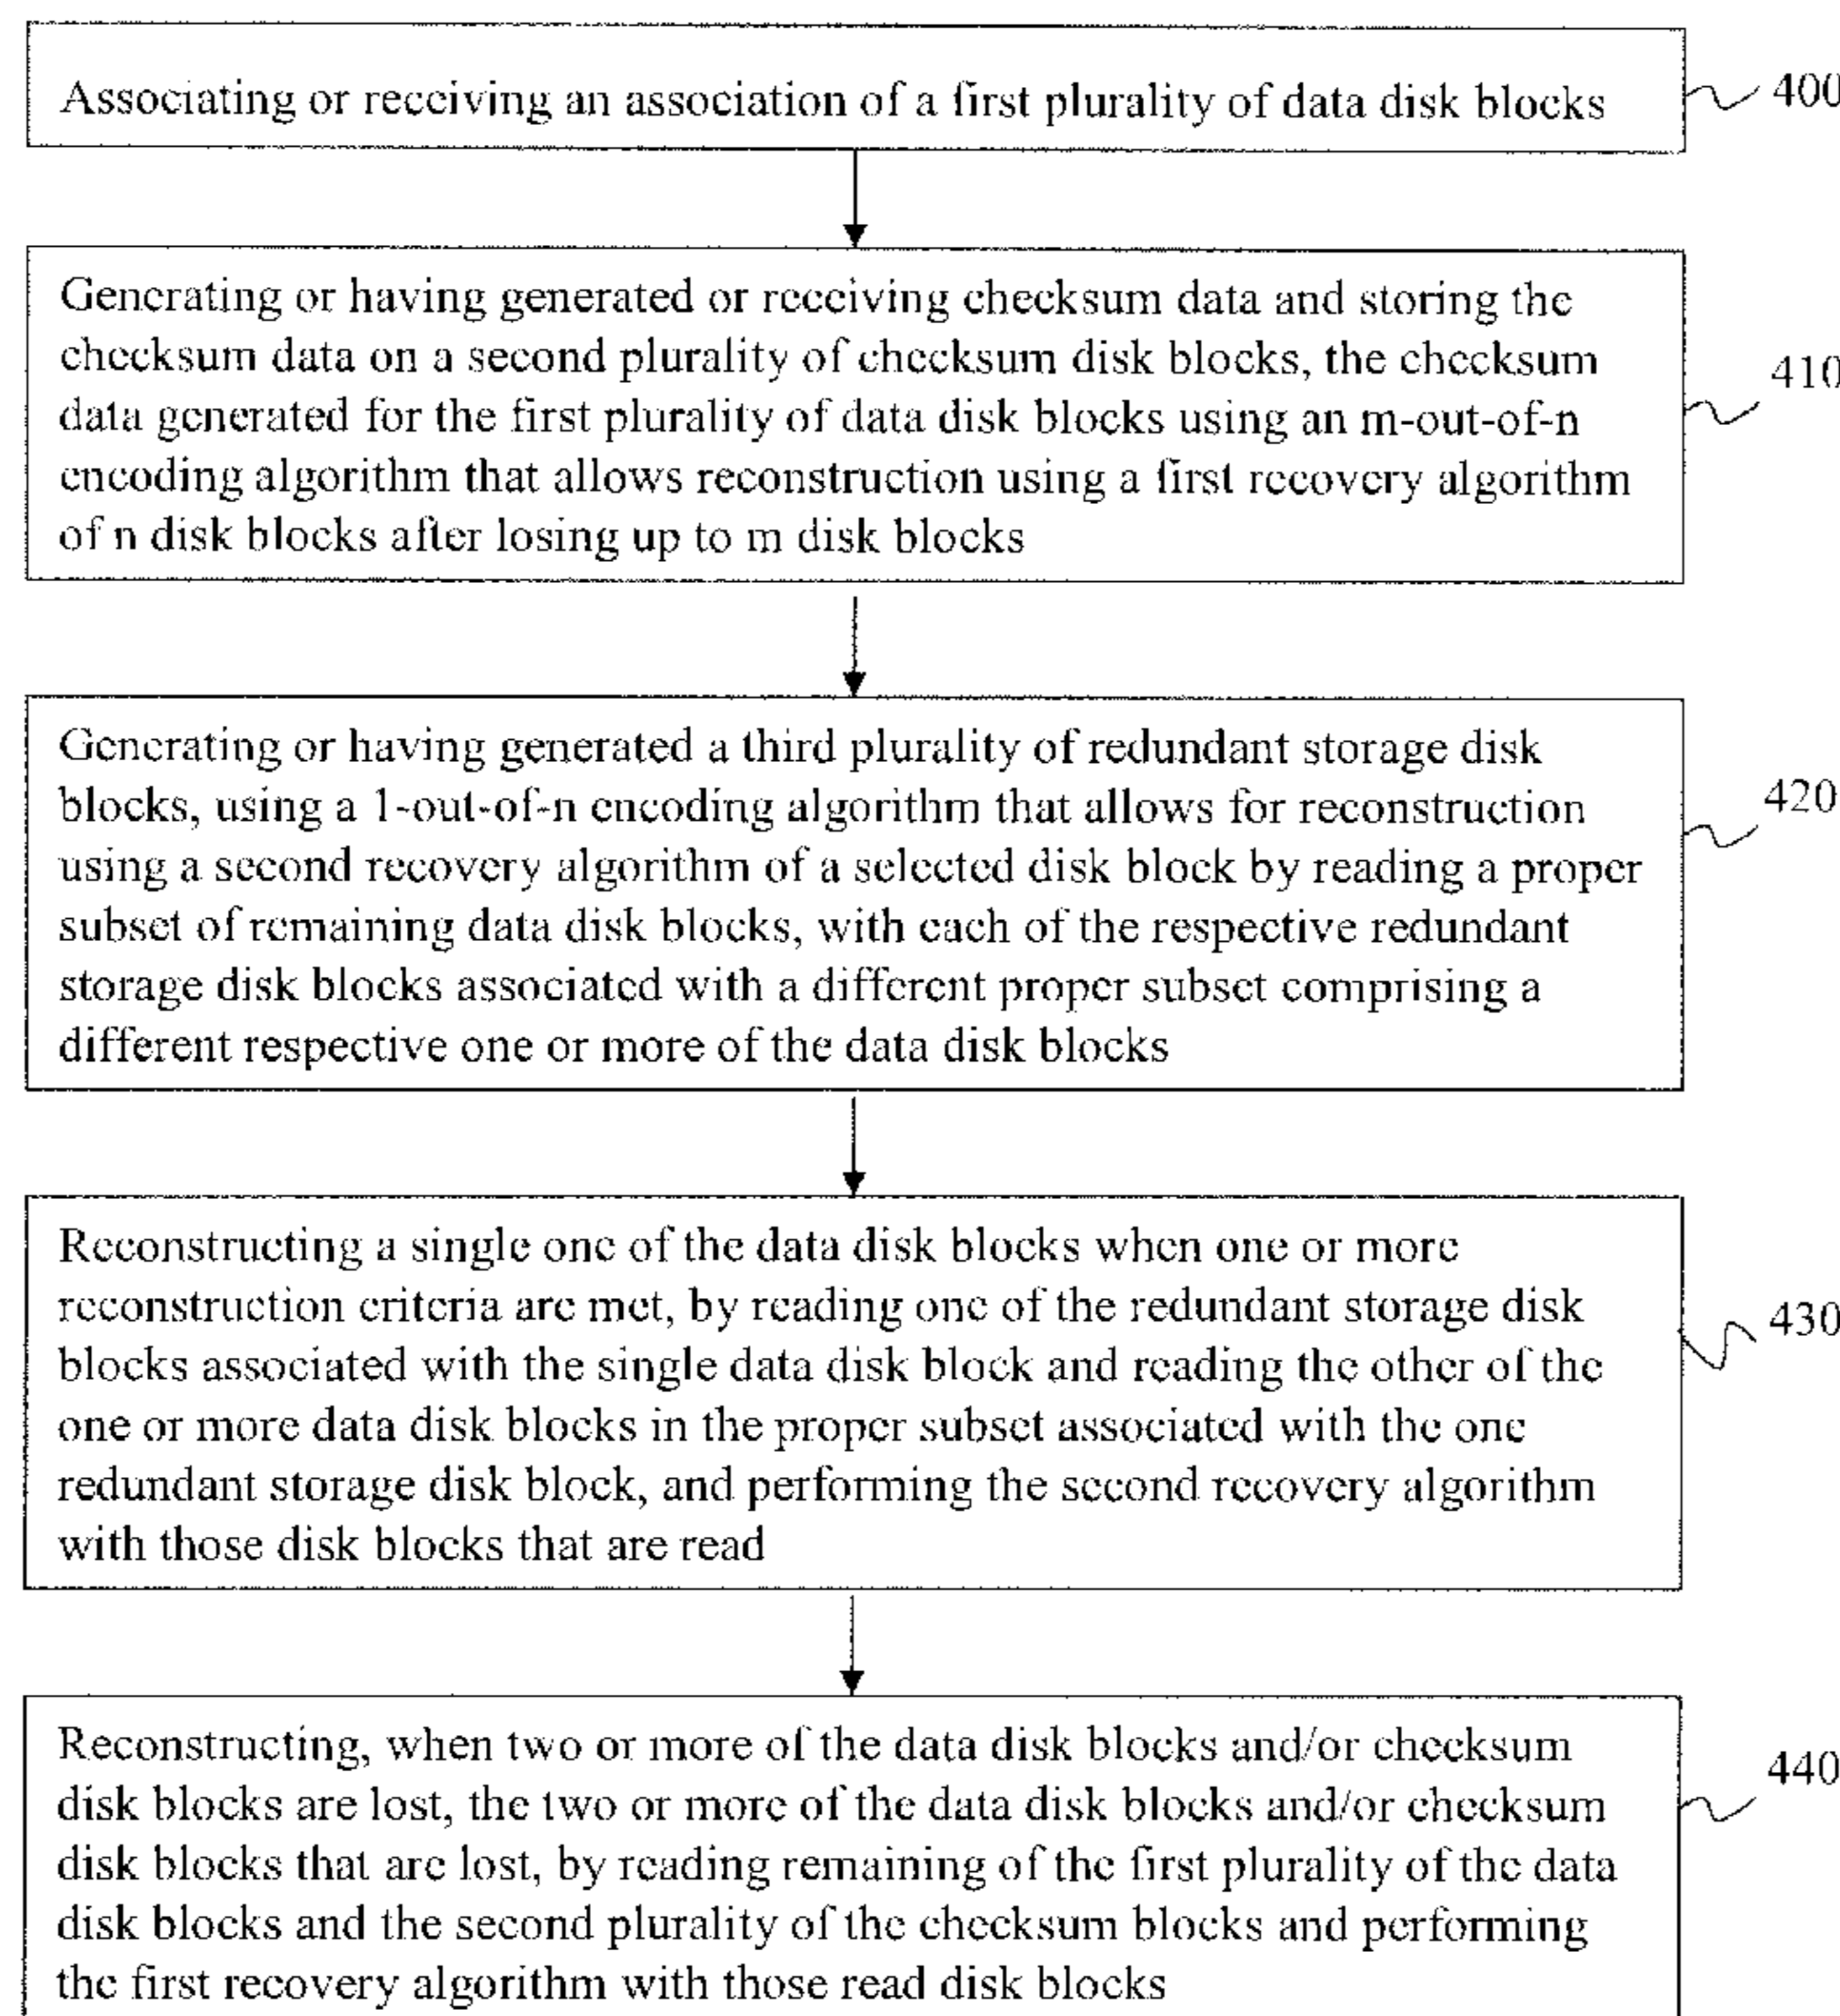 Associating or receiving an association of a first plurality of data disk blocks
400
Generating or having generated or receiving checksum data and storing the
checksum data on a second plurality of checksum disk blocks, the checksum
data generated for the first plurality of data disk blocks using an m-out-of-n
encoding algorithm that allows reconstruction using a first recovery algorithm
of n disk blocks after losing up to m disk blocks
410
Generating or having generated a third plurality of redundant storage disk
blocks, using a 1-out-of-n encoding algorithm that allows for reconstruction
using a second recovery algorithm of a selected disk block by reading a proper
subset of remaining data disk blocks, with each of the respective redundant
storage disk blocks associated with a different proper subset comprising a
different respective one or more of the data disk blocks
420
Reconstructing a single one of the data disk blocks when one or more
reconstruction criteria are met, by reading one of the redundant storage disk
blocks associated with the single data disk block and reading the other of the
one or more data disk blocks in the proper subset associated with the one
redundant storage disk block, and performing the second recovery algorithm
with those disk blocks that are read
430
Reconstructing, when two or more of the data disk blocks and/or checksum
disk blocks are lost, the two or more of the data disk blocks and/or checksum
disk blocks that are lost, by reading remaining of the first plurality of the data
disk blocks and the second plurality of the checksum blocks and performing
the first recovery algorithm with those read disk blocks
440